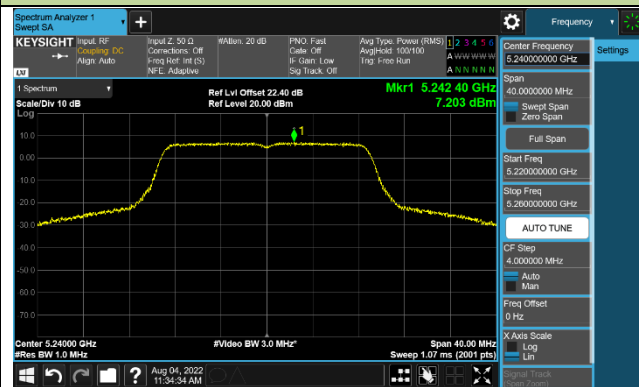 Spectrum Analyzer 1
Swept SA
Frequency
KEYSIGHT
Input: RF
Coupling: DC
Align: Auto
Input Z: 50 Ω
Corrections: Off
Freq Ref: Int (S)
NFE: Adaptive
#Atten: 20 dB
PNO: Fast
Gate: Off
IF Gain: Low
Sig Track: Off
Avg Type: Power (RMS)
Avg|Hold: 100/100
Trig: Free Run
1 2 3 4 5 6
A W W W W W
A N N N N N
LXI
1 Spectrum
Scale/Div 10 dB
Log
Ref Lvl Offset 22.40 dB
Ref Level 20.00 dBm
Mkr1 5.242 40 GHz
7.203 dBm
1
10.0
0.00
-10.0
-20.0
-30.0
-40.0
-50.0
-60.0
-70.0
Center 5.24000 GHz
#Res BW 1.0 MHz
#Video BW 3.0 MHz*
Span 40.00 MHz
Sweep 1.07 ms (2001 pts)
Center Frequency
5.240000000 GHz
Settings
Span
40.0000000 MHz
Swept Span
Zero Span
Full Span
Start Freq
5.220000000 GHz
Stop Freq
5.260000000 GHz
AUTO TUNE
CF Step
4.000000 MHz
Auto
Man
Freq Offset
0 Hz
X Axis Scale
Log
Lin
Signal Track
(Span Zoom)
Aug 04, 2022
11:34:34 AM